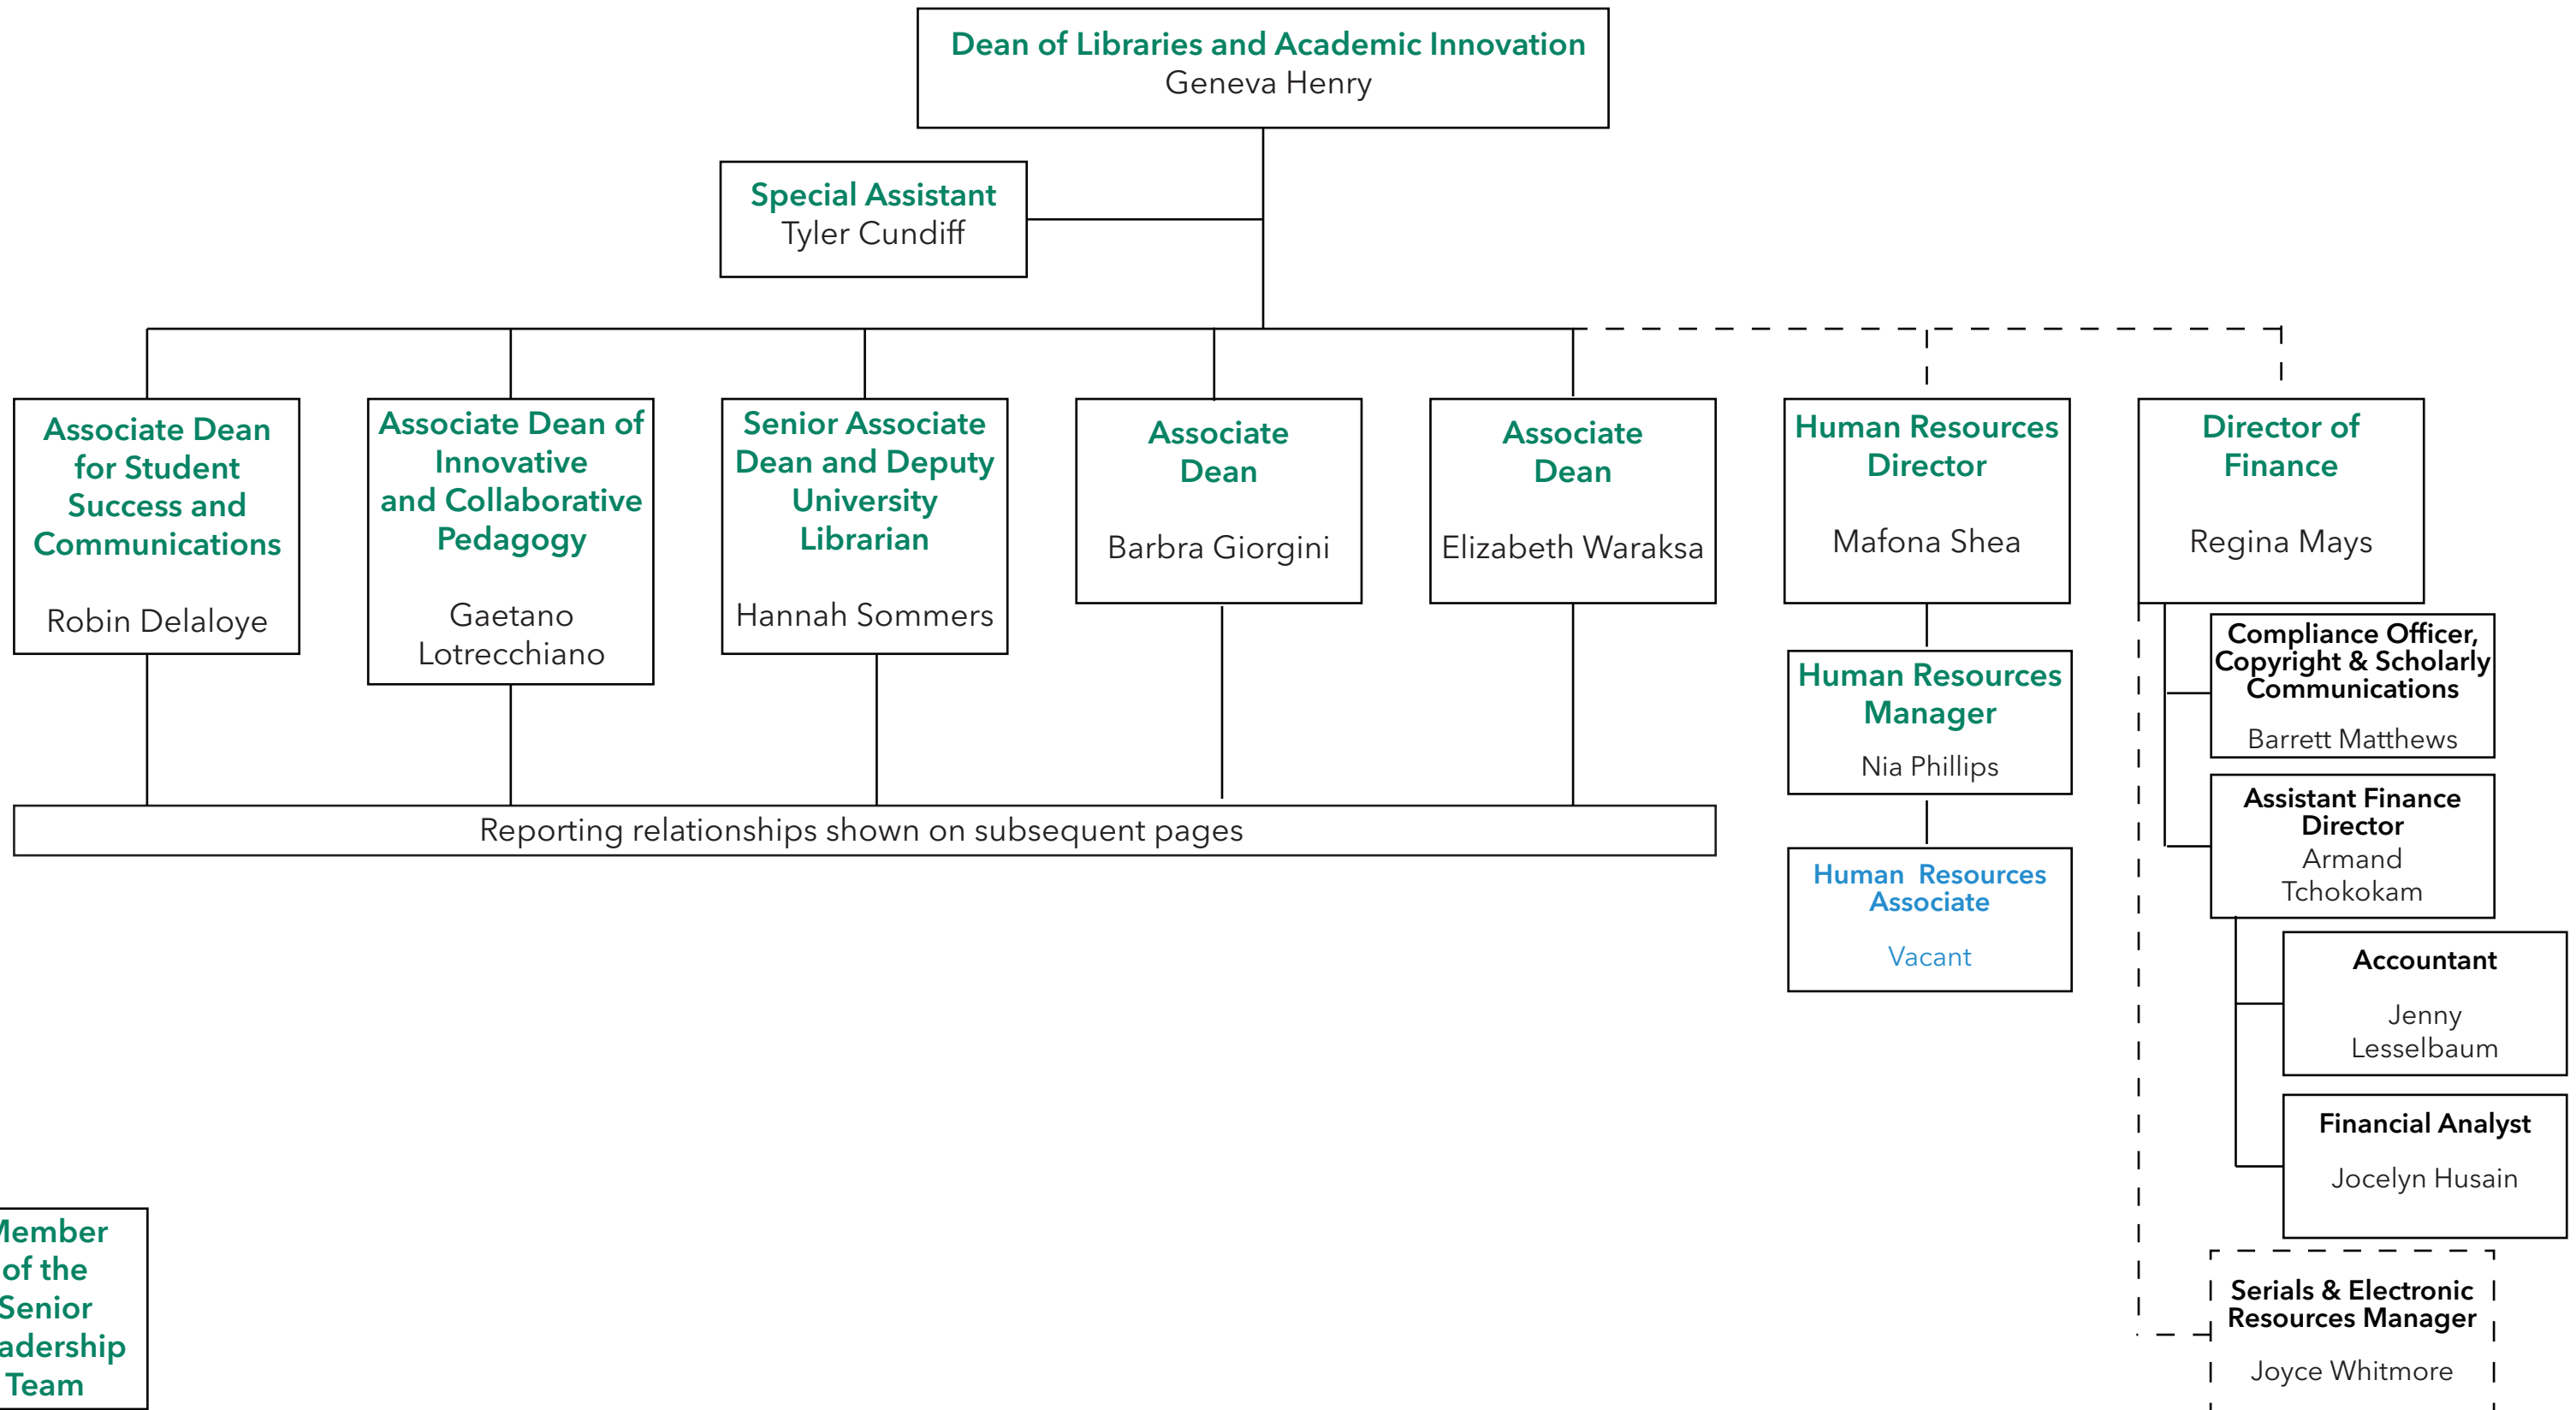 Dean of Libraries and Academic Innovation
Geneva Henry
Special Assistant
Tyler Cundiff
Associate Dean
for Student
Success and
Communications
Robin Delaloye
Associate Dean of
Innovative
and Collaborative
Pedagogy
Gaetano
Lotrecchiano
Senior Associate
Dean and Deputy
University
Librarian
Hannah Sommers
Associate
Dean
Barbra Giorgini
Associate
Dean
Elizabeth Waraksa
Human Resources
Director
Mafona Shea
Director of
Finance
Regina Mays
Reporting relationships shown on subsequent pages
Human Resources
Manager
Nia Phillips
Human Resources
Associate
Vacant
Compliance Officer,
Copyright & Scholarly
Communications
Barrett Matthews
Assistant Finance
Director
Armand
Tchokokam
Accountant
Jenny
Lesselbaum
Financial Analyst
Jocelyn Husain
Serials & Electronic
Resources Manager
Joyce Whitmore
of the
Senior
Team